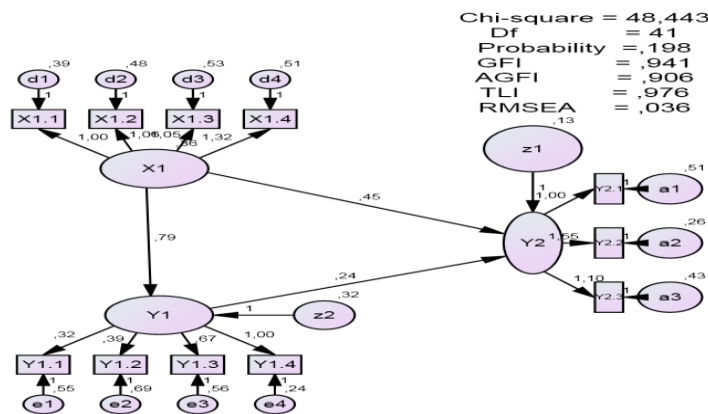 Chi-square = 48,443
Df = 41
Probability =,198
GFI =,941
AGFI =,906
TLI =,976
RMSEA =,036
,39 ,48 ,53 ,51
d1 d2 d3 d4
1 1 1 1
X1.1 X1.2 X1.3 X1.4
1,00 1,32
X1
,13
z1
1
,45
,79
,24
Y2
1,00 1,55 1,10
Y2.1 1 a1 ,51
Y2.2 1 a2 ,26
Y2.3 1 a3 ,43
Y1
1
z2
,32
,32 ,39 ,67 1,00
Y1.1 Y1.2 Y1.3 Y1.4
1 1 1 1
,55 ,69 ,56 ,24
e1 e2 e3 e4